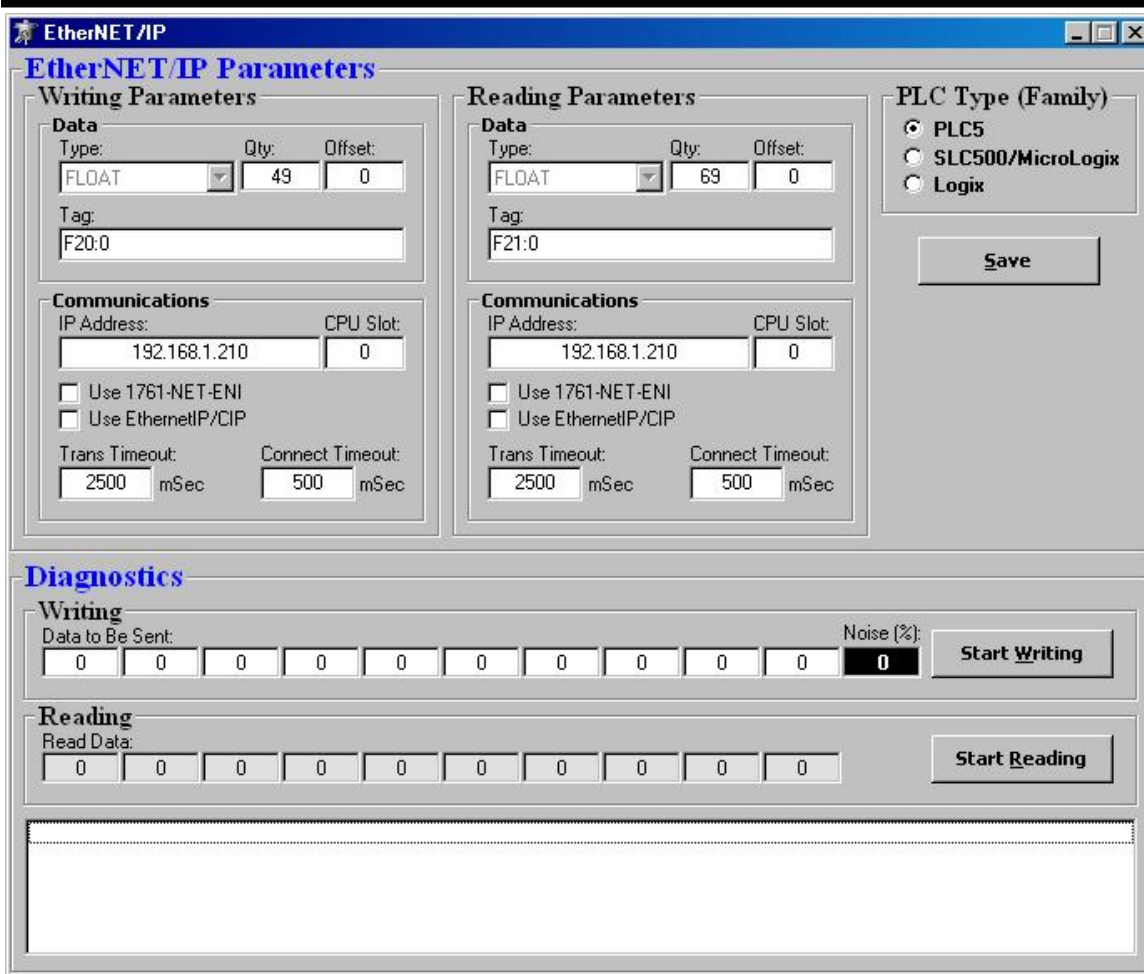 EtherNET/IP
EtherNET/IP Parameters
Writing Parameters
Data
Type: Qty: Offset:
FLOAT 49 0
Tag:
F20:0
Communications
IP Address: CPU Slot:
192.168.1.210 0
Use 1761-NET-ENI
Use EthernetIP/CIP
Trans Timeout: Connect Timeout:
2500 mSec 500 mSec
Reading Parameters
Data
Type: Qty: Offset:
FLOAT 69 0
Tag:
F21:0
Communications
IP Address: CPU Slot:
192.168.1.210 0
Use 1761-NET-ENI
Use EthernetIP/CIP
Trans Timeout: Connect Timeout:
2500 mSec 500 mSec
PLC Type (Family)
PLC5
SLC500/MicroLogix
Logix
Save
Diagnostics
Writing
Data to Be Sent: Noise (%):
0 0 0 0 0 0 0 0 0 0 0 Start Writing
Reading
Read Data:
0 0 0 0 0 0 0 0 0 0 Start Reading